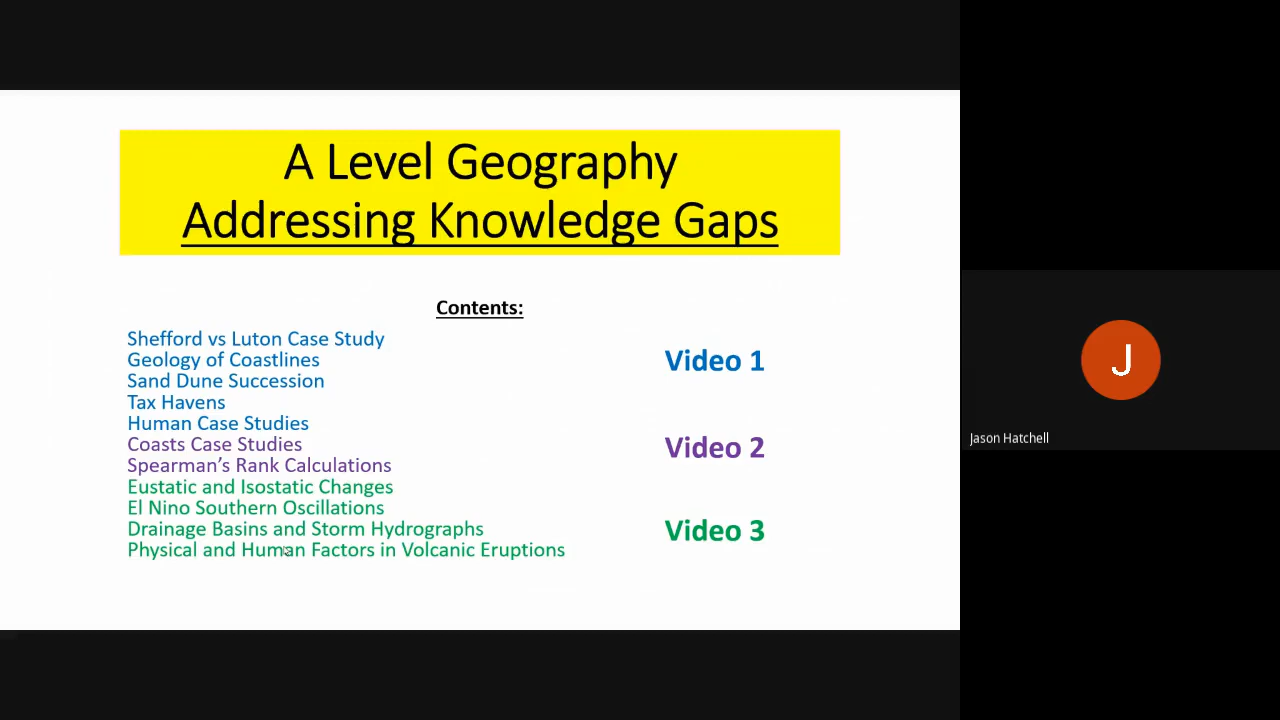 A Level Geography
Addressing Knowledge Gaps
Contents:
Shefford vs Luton Case Study
Geology of Coastlines
Sand Dune Succession
Tax Havens
Human Case Studies
Coasts Case Studies
Spearman's Rank Calculations
Eustatic and Isostatic Changes
El Nino Southern Oscillations
Drainage Basins and Storm Hydrographs
Physical and Human Factors in Volcanic Eruptions
Video 1
Video 2
Video 3
J
Jason Hatchell